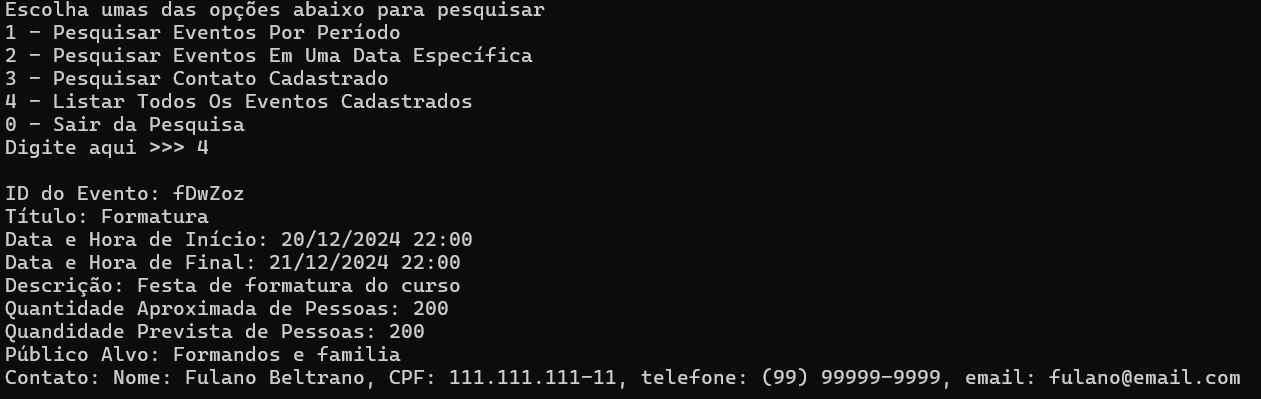 Escolha umas das opções abaixo para pesquisar
1 - Pesquisar Eventos Por Período
2 - Pesquisar Eventos Em Uma Data Específica
3 - Pesquisar Contato Cadastrado
4 - Listar Todos Os Eventos Cadastrados
0 - Sair da Pesquisa
Digite aqui >>> 4
ID do Evento: fDwZoz
Título: Formatura
Data e Hora de Início: 20/12/2024 22:00
Data e Hora de Final: 21/12/2024 22:00
Descrição: Festa de formatura do curso
Quantidade Aproximada de Pessoas: 200
Quandidade Prevista de Pessoas: 200
Público Alvo: Formandos e familia
Contato: Nome: Fulano Beltrano, CPF: 111.111.111-11, telefone: (99) 99999-9999, email: fulano@email.com